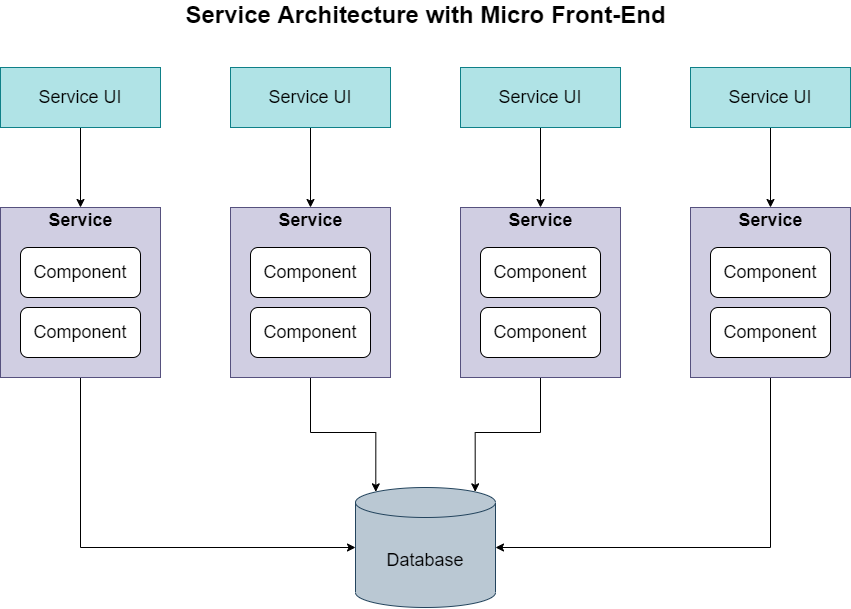 Service Architecture with Micro Front-End
Service UI
Service UI
Service UI
Service UI
Service
Service
Service
Service
Component
Component
Component
Component
Component
Component
Component
Component
Database